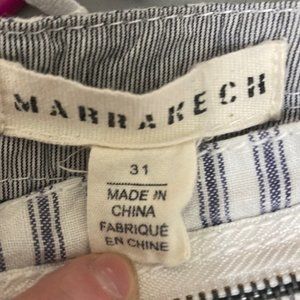 MARRAKECH
31
MADE IN
CHINA
FABRIQUÉ
EN CHINE